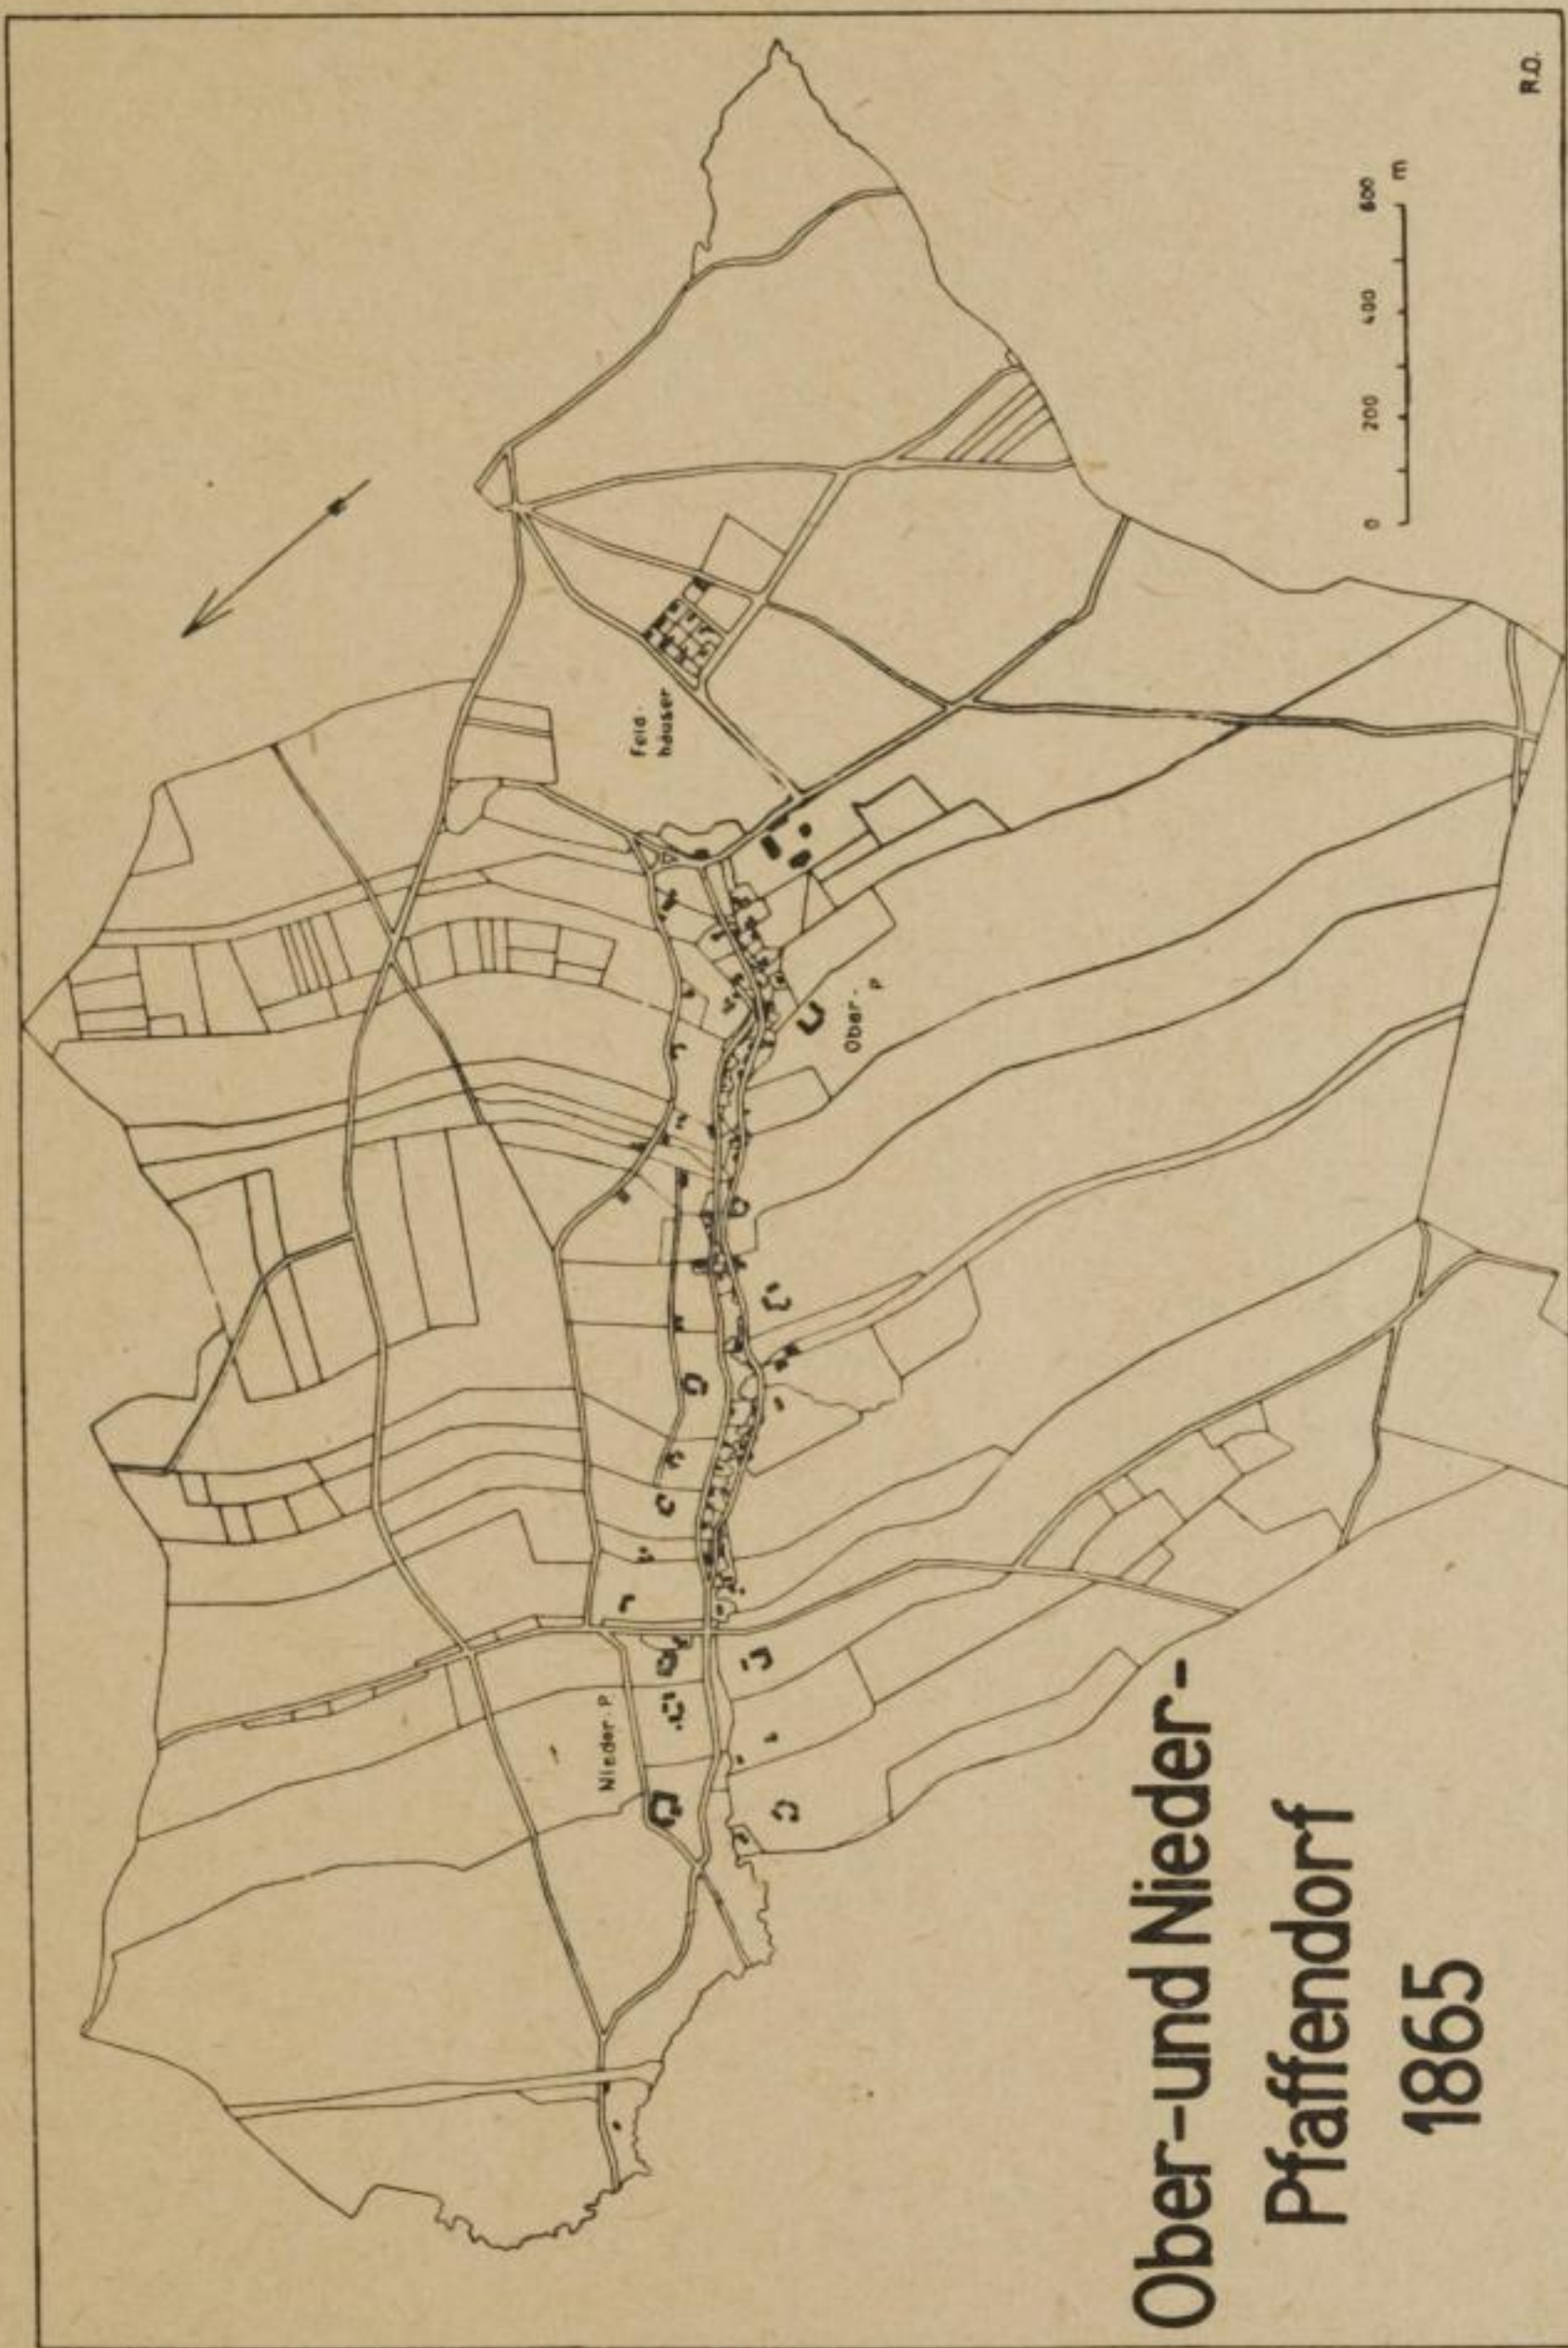 Ober-und Nieder-
Pfaffendorf
1865
Nieder-P
Ober-P
Feld-
häuser
0 200 400 600
m
R.D.